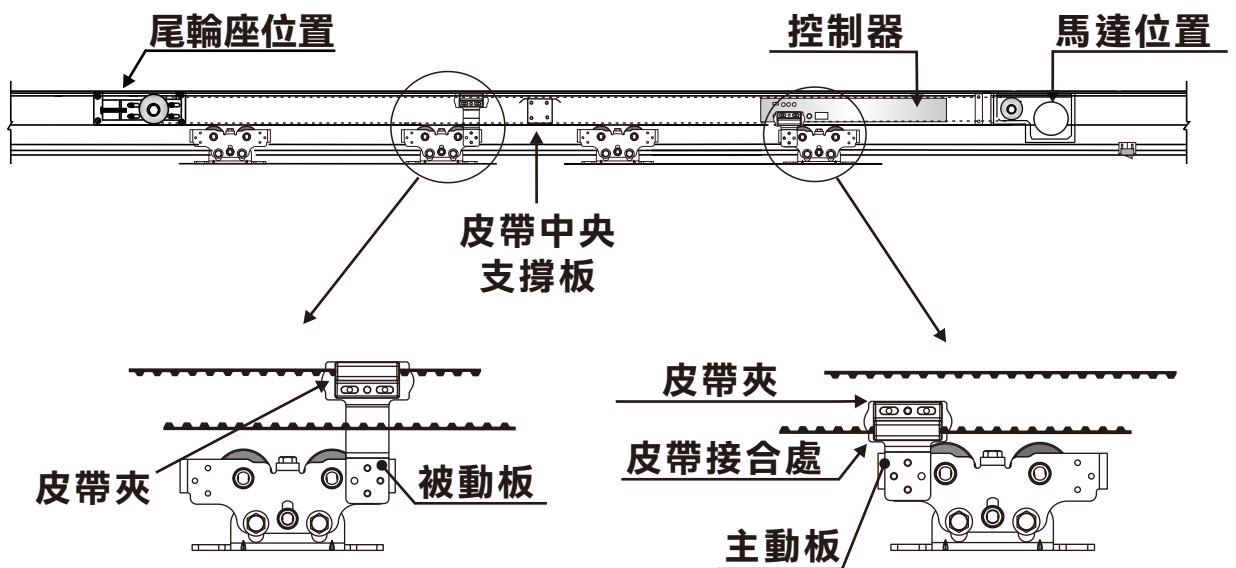 尾輪座位置
控制器
馬達位置
皮帶中央
支撐板
皮帶夾
被動板
皮帶夾
皮帶接合處
主動板